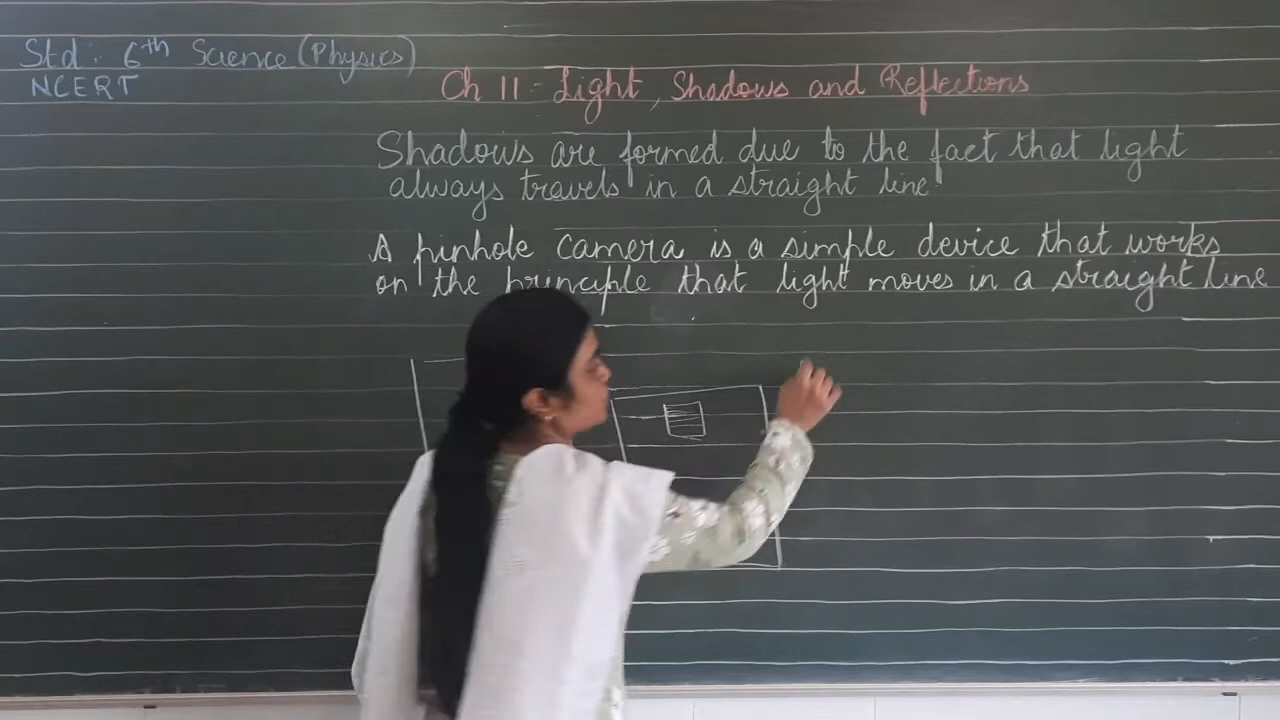 Std :- 6th Science (Physics)
NCERT
Ch 11 :- Light, Shadows and Reflections
Shadows are formed due to the fact that light
always travels in a straight line.
A pinhole camera is a simple device that works
on the principle that light moves in a straight line